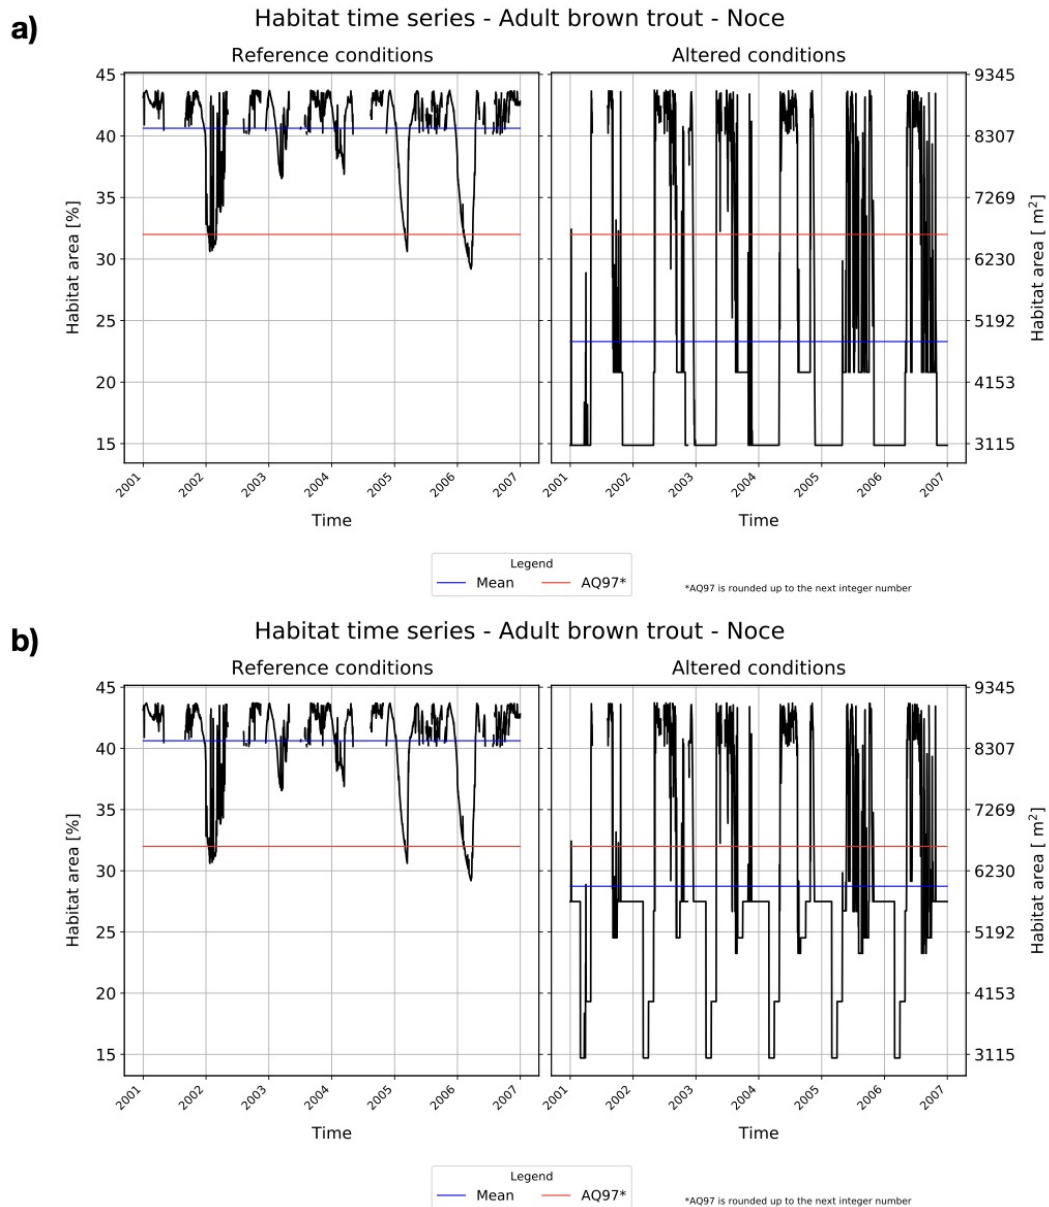 a)
Habitat time series - Adult brown trout - Noce
Reference conditions
Altered conditions
Habitat area [%]
45
40
35
30
25
20
15
9345
8307
7269
6230
5192
4153
3115
Habitat area [ m²]
2001 2002 2003 2004 2005 2006 2007
2001 2002 2003 2004 2005 2006 2007
Time
Time
Legend
Mean AQ97*
*AQ97 is rounded up to the next integer number
b)
Habitat time series - Adult brown trout - Noce
Reference conditions
Altered conditions
Habitat area [%]
45
40
35
30
25
20
15
9345
8307
7269
6230
5192
4153
3115
Habitat area [ m²]
2001 2002 2003 2004 2005 2006 2007
2001 2002 2003 2004 2005 2006 2007
Time
Time
Legend
Mean AQ97*
*AQ97 is rounded up to the next integer number